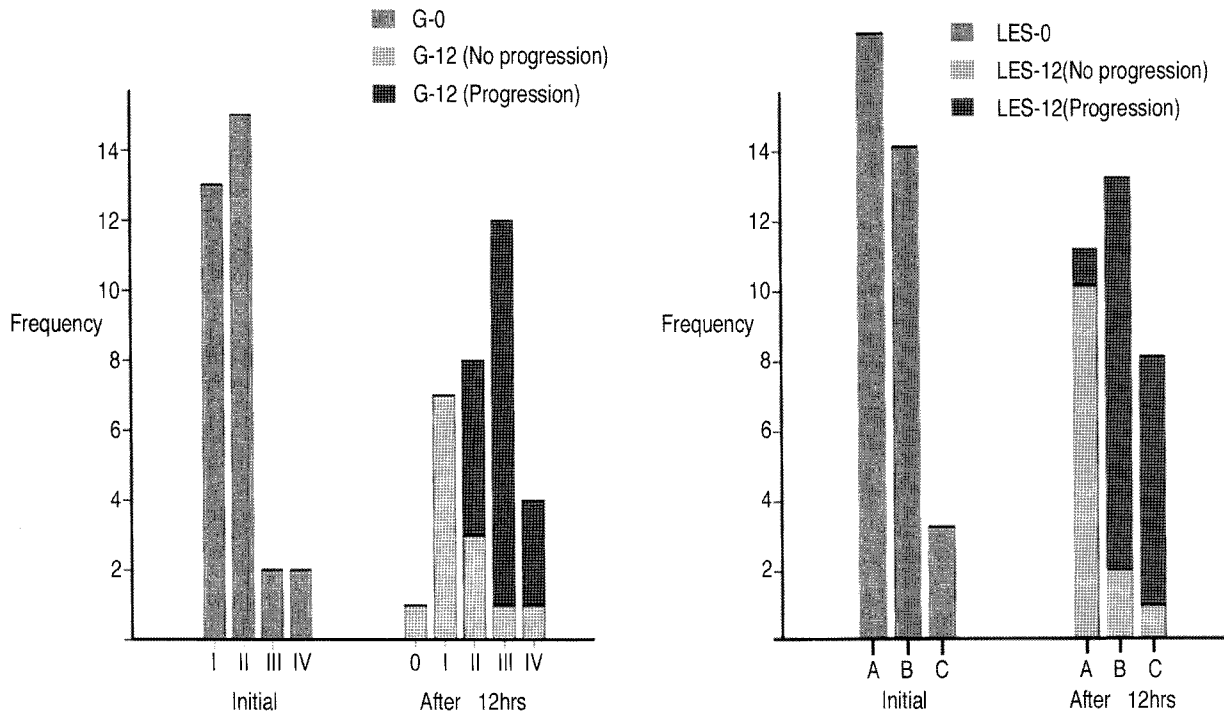 G-0
G-12 (No progression)
G-12 (Progression)
14
12
10
8
6
4
2
Frequency
I II III IV
0 I II III IV
Initial
After 12hrs
LES-0
LES-12(No progression)
LES-12(Progression)
14
12
10
8
6
4
2
Frequency
A B C
A B C
Initial
After 12hrs